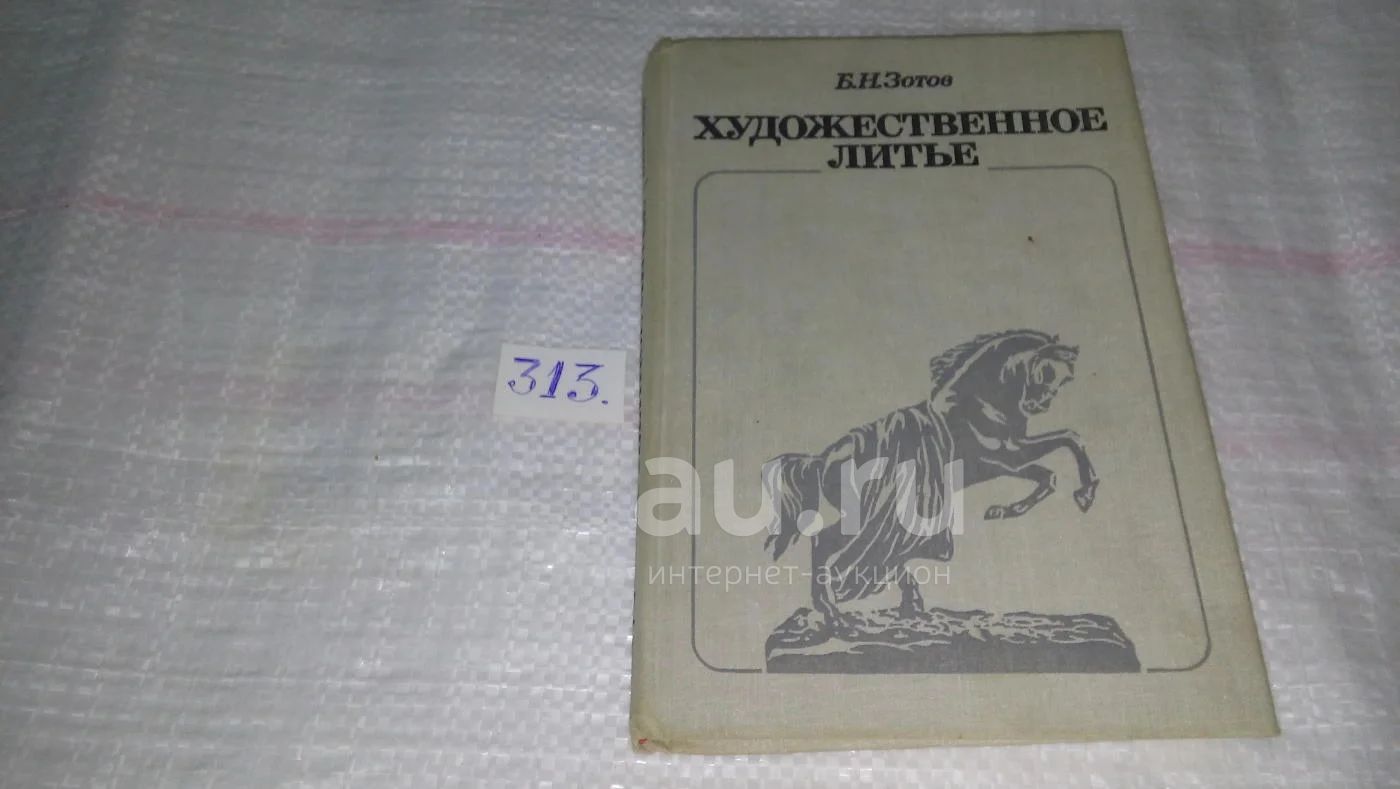 Б.Н.Зотов
ХУДОЖЕСТВЕННОЕ
ЛИТЬЕ
313.
au.ru
интернет-аукцион